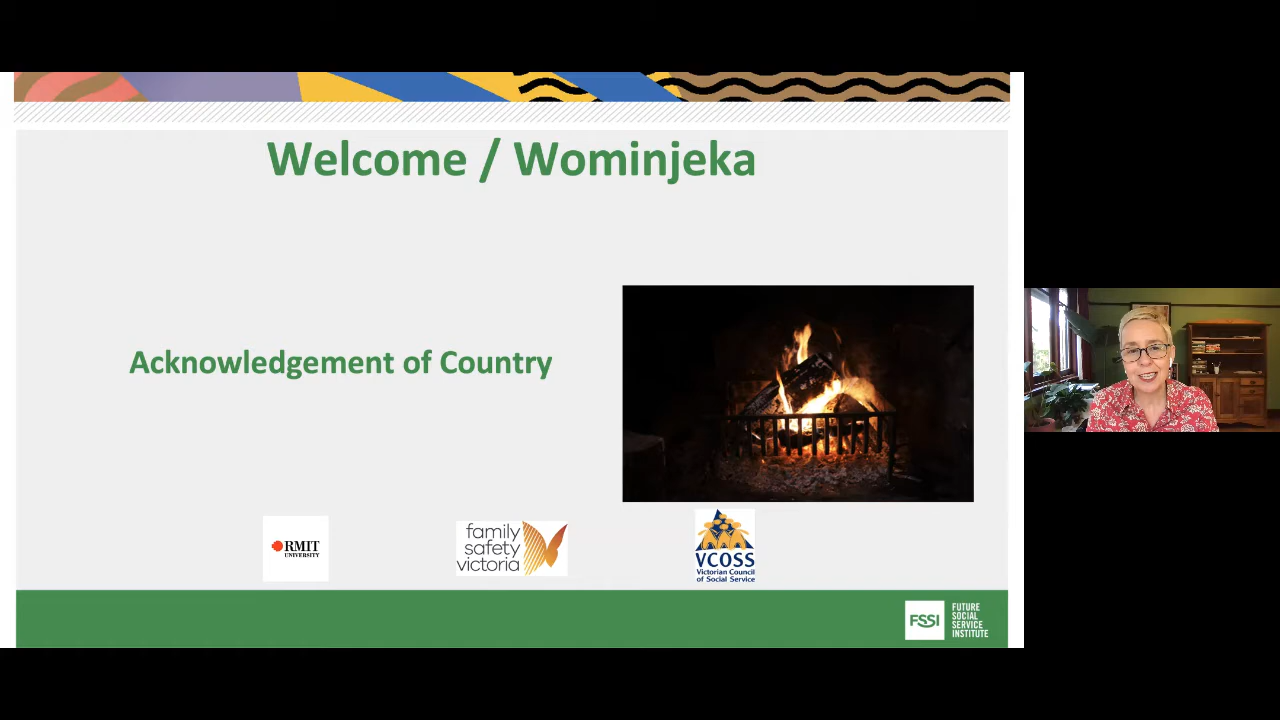 Welcome / Wominjeka
Acknowledgement of Country
RMIT
UNIVERSITY
family
safety
victoria
VCOSS
Victorian Council
of Social Service
FSSI
FUTURE
SOCIAL
SERVICE
INSTITUTE